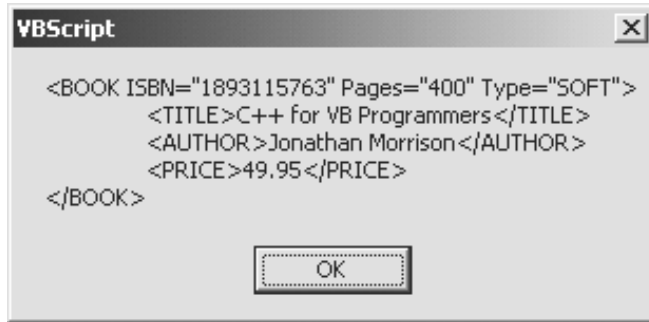 VBScript
<BOOK ISBN="1893115763" Pages="400" Type="SOFT">
<TITLE>C++ for VB Programmers</TITLE>
<AUTHOR>Jonathan Morrison</AUTHOR>
<PRICE>49.95</PRICE>
</BOOK>
OK